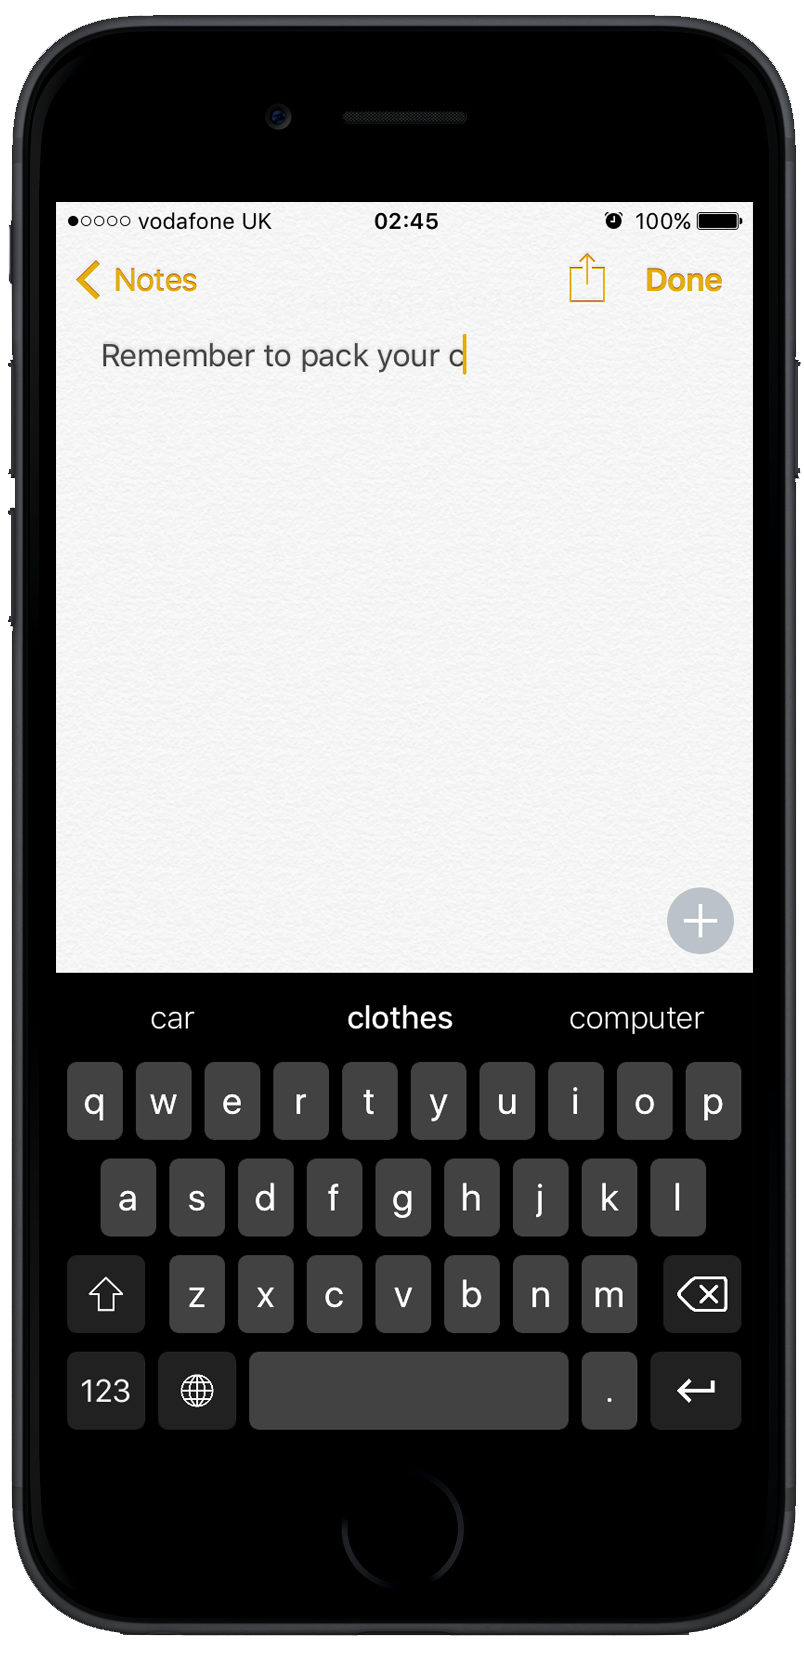 vodafone UK 02:45 100%
Notes Done
Remember to pack your c
car clothes computer
q w e r t y u i o p
a s d f g h j k l
z x c v b n m
123 .